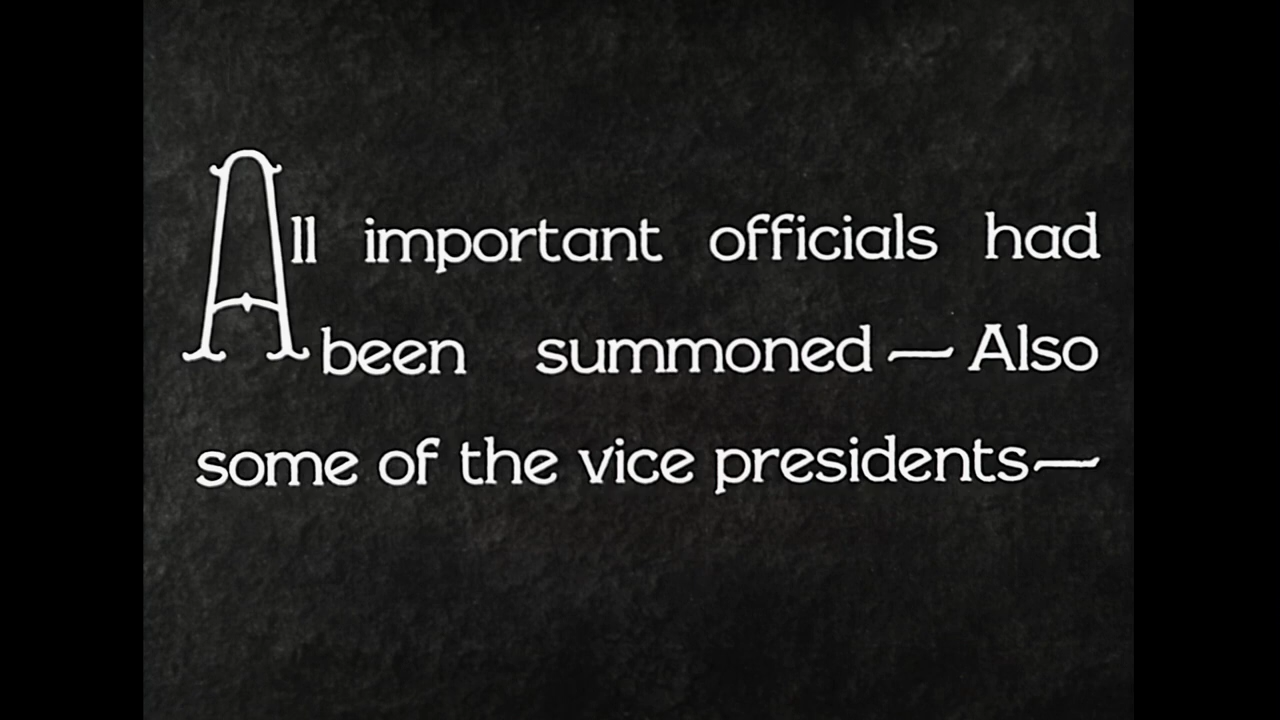 All important officials had
been summoned — Also
some of the vice presidents—